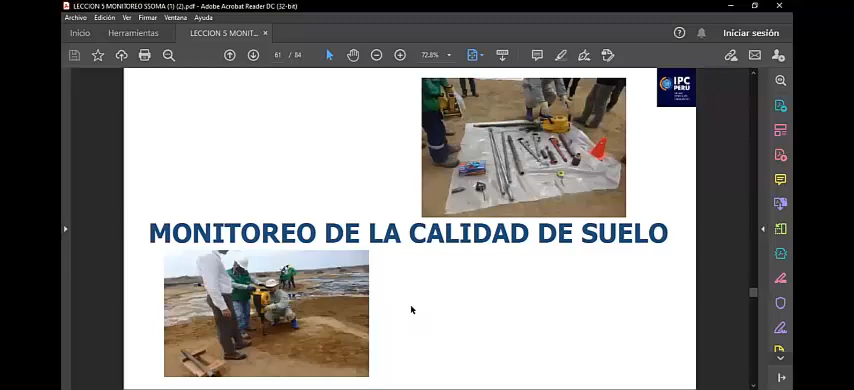 LECCION 5 MONITOREO SSOMA (1) (2).pdf - Adobe Acrobat Reader DC (32-bit)
Archivo Edición Ver Firmar Ventana Ayuda
Inicio Herramientas LECCION 5 MONIT... × Iniciar sesión
61 / 84 72.8%
IPC
PERU
MONITOREO DE LA CALIDAD DE SUELO